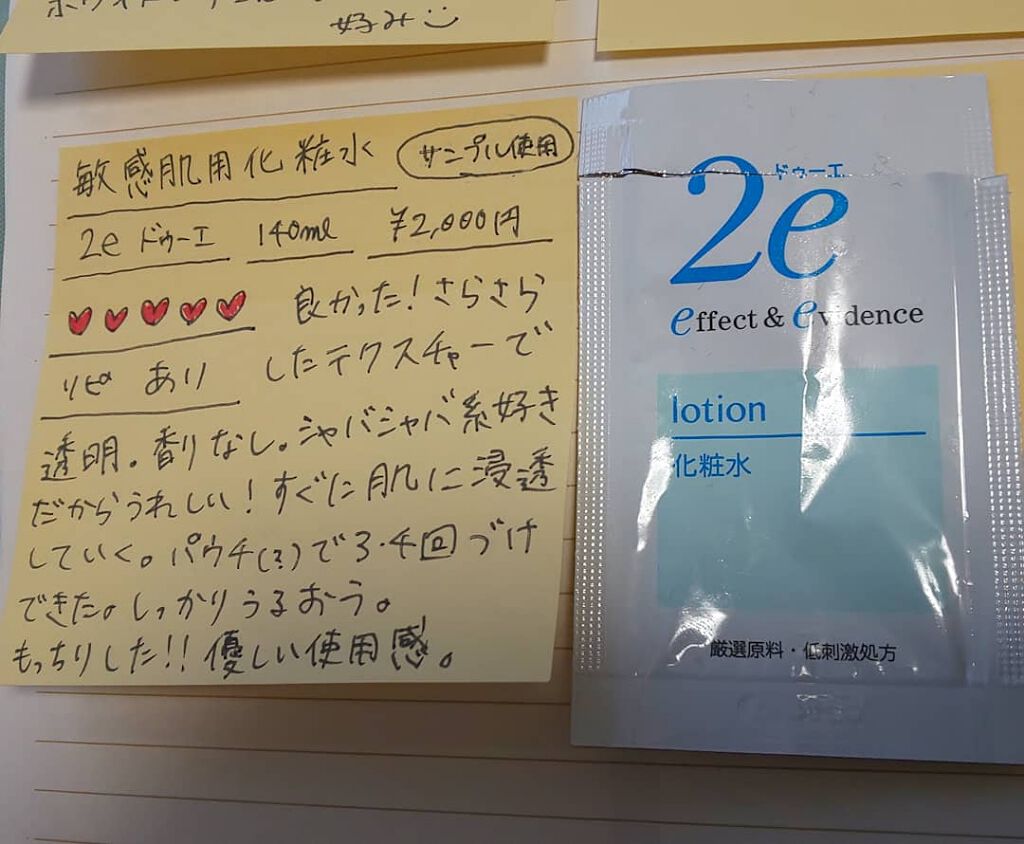 好み
敏感肌用化粧水
サンプル使用
2e ドゥーエ 140ml ¥2,000円
良かった！さらさら
リピ あり
したテクスチャーで
透明。香りなし。シャバシャバ系好き
だからうれしい！すぐに肌に浸透
していく。パウチ(3)で3・4回づけ
できた。しっかりうるおう。
もっちりした!!優しい使用感。
ドゥーエ
2e
effect & evidence
lotion
化粧水
厳選原料・低刺激処方